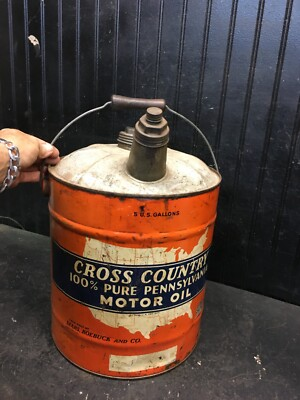 5 U.S. GALLONS
CROSS COUNTRY
100% PURE PENNSYLVANIA
MOTOR OIL
SEARS, ROEBUCK AND CO.